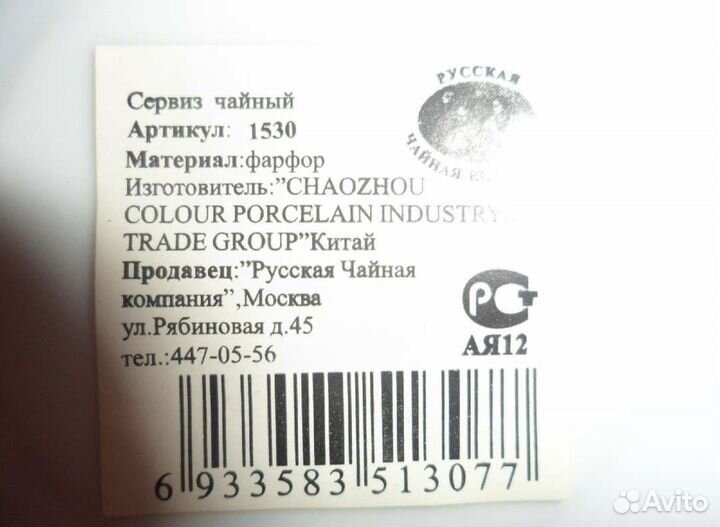 РУССКАЯ
ЧАЙНАЯ
Сервиз чайный
Артикул: 1530
Материал:фарфор
Изготовитель:"CHAOZHOU
COLOUR PORCELAIN INDUSTRY
TRADE GROUP"Китай
Продавец:"Русская Чайная
компания",Москва
ул.Рябиновая д.45
тел.:447-05-56
РСТ
АЯ12
6 933583 513077
Avito